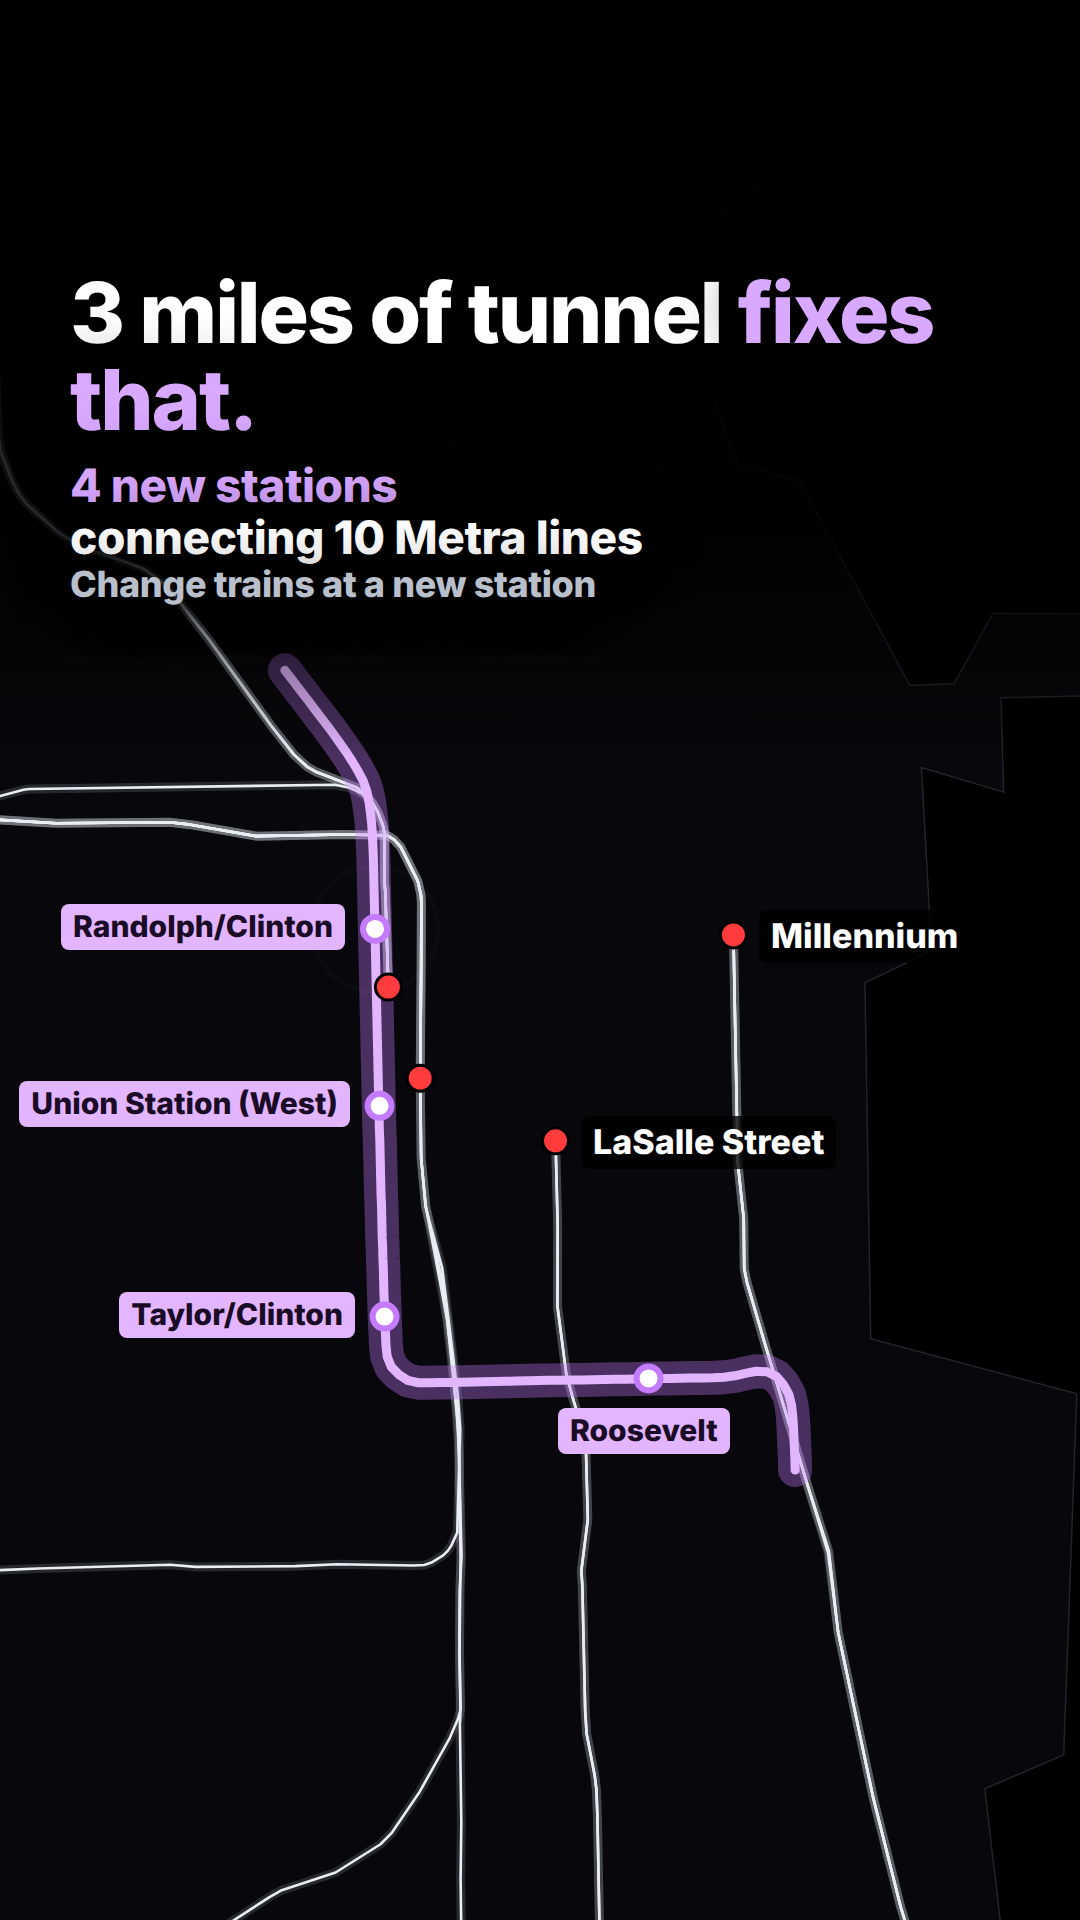 3 miles of tunnel fixes
that.
4 new stations
connecting 10 Metra lines
Change trains at a new station
Randolph/Clinton
Millennium
Union Station (West)
LaSalle Street
Taylor/Clinton
Roosevelt